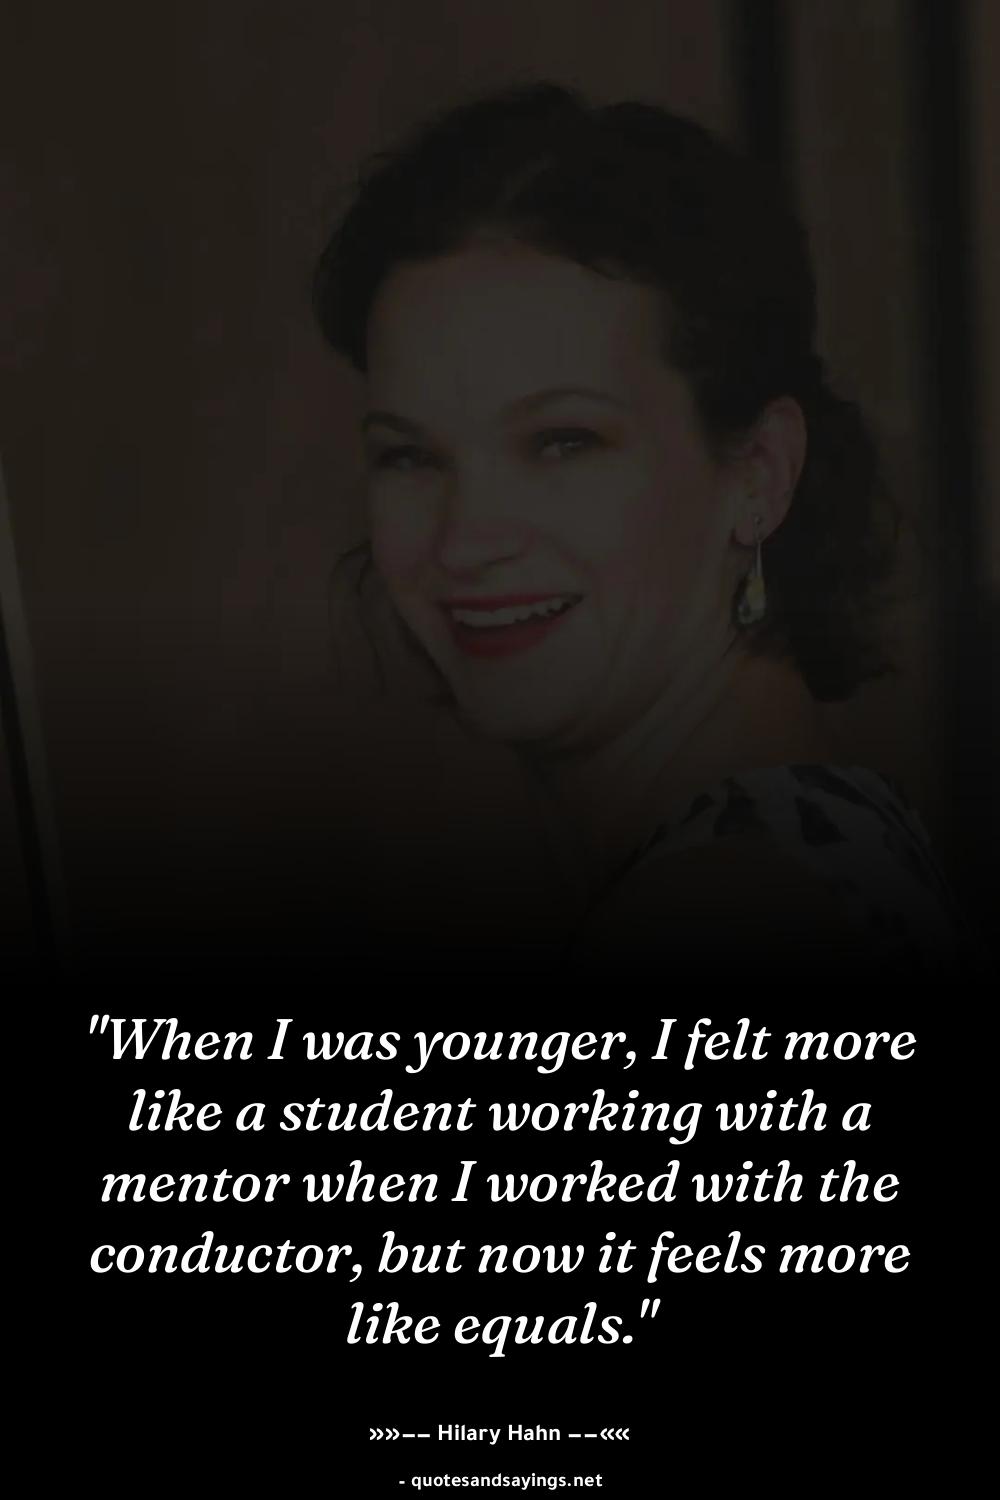 "When I was younger, I felt more
like a student working with a
mentor when I worked with the
conductor, but now it feels more
like equals."
»»−− Hilary Hahn −−««
- quotesandsayings.net